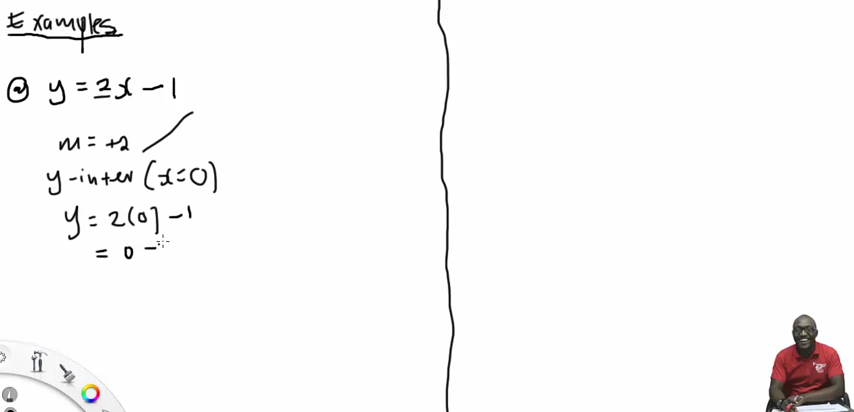 Examples
(a) y = 2x - 1
m = +2
y-inter (x=0)
y = 2(0) - 1
= 0 -